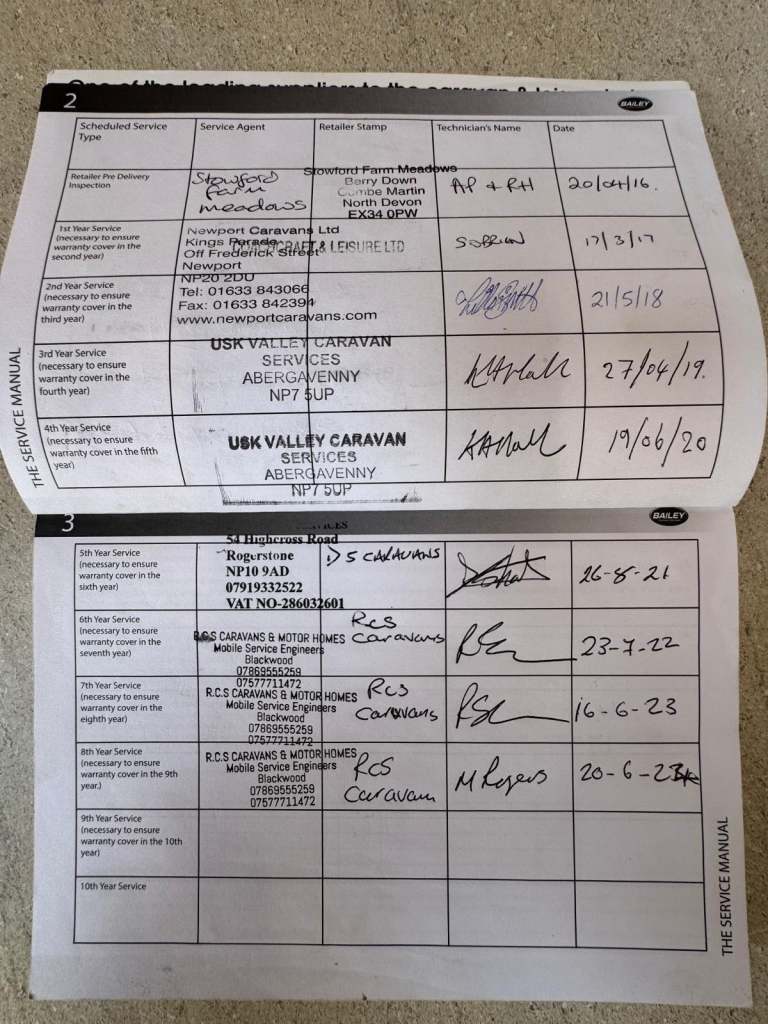 2
BAILEY
Scheduled Service
Type
Service Agent
Retailer Stamp
Technician's Name
Date
Retailer Pre Delivery
Inspection
Stowford
Farm
meadows
Stowford Farm Meadows
Berry Down
Combe Martin
North Devon
EX34 0PW
AP + RH
20/04/16.
1st Year Service
(necessary to ensure
warranty cover in the
second year)
Newport Caravans Ltd
Kings Parade
Off Frederick Street
Newport
NP20 2DU
Tel: 01633 843066
Fax: 01633 842394
www.newportcaravans.com
& LEISURE LTD
17/3/17
2nd Year Service
(necessary to ensure
warranty cover in the
third year)
21/5/18
3rd Year Service
(necessary to ensure
warranty cover in the
fourth year)
USK VALLEY CARAVAN
SERVICES
ABERGAVENNY
NP7 5UP
27/04/19.
4th Year Service
(necessary to ensure
warranty cover in the fifth
year)
USK VALLEY CARAVAN
SERVICES
ABERGAVENNY
NP7 5UP
19/06/20
THE SERVICE MANUAL
3
BAILEY
5th Year Service
(necessary to ensure
warranty cover in the
sixth year)
54 Highcross Road
Rogerstone
NP10 9AD
07919332522
VAT NO-286032601
DS CARAVANS
26-8-21
6th Year Service
(necessary to ensure
warranty cover in the
seventh year)
R.C.S CARAVANS & MOTOR HOMES
Mobile Service Engineers
Blackwood
07869555259
07577711472
RCS
Caravans
23-7-22
7th Year Service
(necessary to ensure
warranty cover in the
eighth year)
R.C.S CARAVANS & MOTOR HOMES
Mobile Service Engineers
Blackwood
07869555259
07577711472
RCS
Caravans
16-6-23
8th Year Service
(necessary to ensure
warranty cover in the 9th
year.)
R.C.S CARAVANS & MOTOR HOMES
Mobile Service Engineers
Blackwood
07869555259
07577711472
RCS
Caravans
M Rogers
20-6-
9th Year Service
(necessary to ensure
warranty cover in the 10th
year)
10th Year Service
THE SERVICE MANUAL